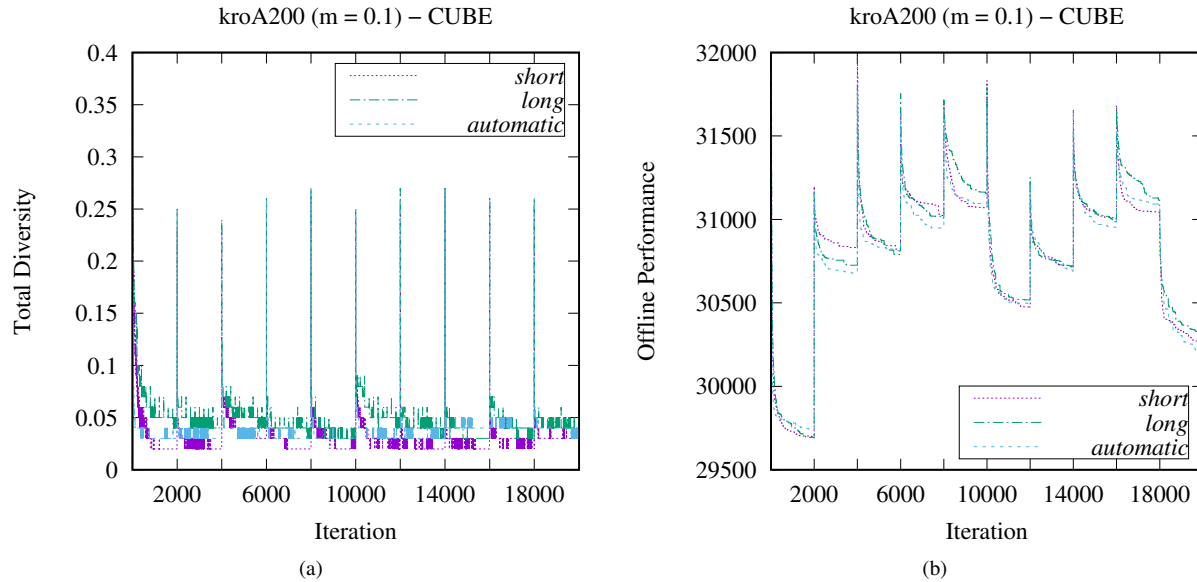 kroA200 (m = 0.1) – CUBE
Total Diversity
0.4
0.35
0.3
0.25
0.2
0.15
0.1
0.05
0
short
long
automatic
2000 6000 10000 14000 18000
Iteration
(a)
kroA200 (m = 0.1) – CUBE
Offline Performance
32000
31500
31000
30500
30000
29500
short
long
automatic
2000 6000 10000 14000 18000
Iteration
(b)